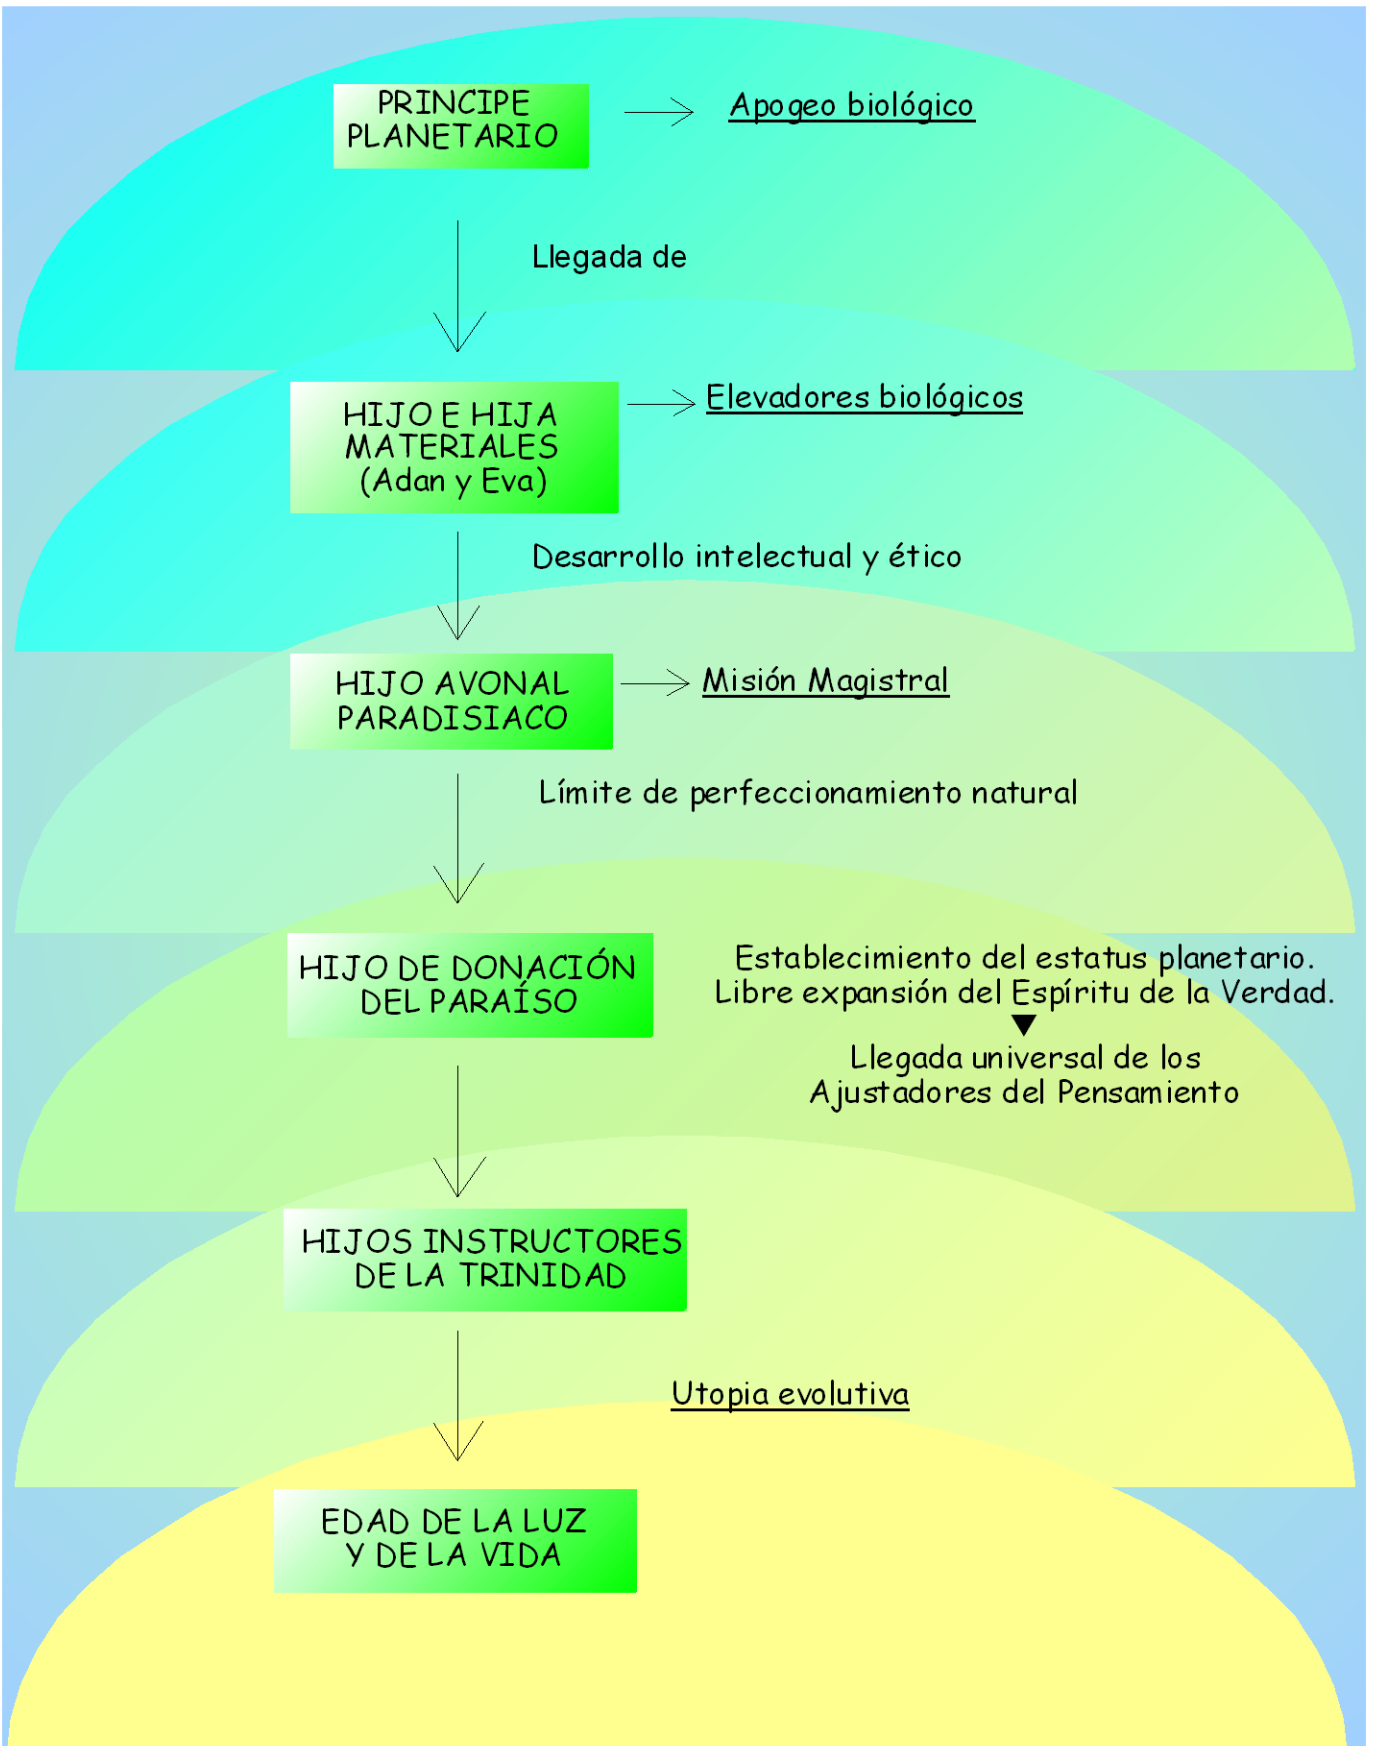 PRINCIPE
PLANETARIO
Apogeo biológico
Llegada de
HIJO E HIJA
MATERIALES
(Adan y Eva)
Elevadores biológicos
Desarrollo intelectual y ético
HIJO AVONAL
PARADISIACO
Misión Magistral
Límite de perfeccionamiento natural
HIJO DE DONACIÓN
DEL PARAÍSO
Establecimiento del estatus planetario.
Libre expansión del Espíritu de la Verdad.
Llegada universal de los
Ajustadores del Pensamiento
HIJOS INSTRUCTORES
DE LA TRINIDAD
Utopia evolutiva
EDAD DE LA LUZ
Y DE LA VIDA